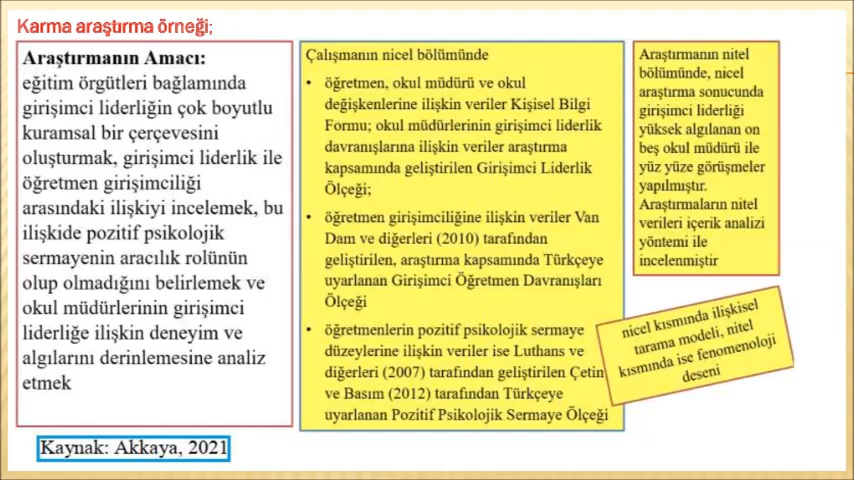 Karma araştırma örneği;
Araştırmanın Amacı:
eğitim örgütleri bağlamında
girişimci liderliğin çok boyutlu
kuramsal bir çerçevesini
oluşturmak, girişimci liderlik ile
öğretmen girişimciliği
arasındaki ilişkiyi incelemek, bu
ilişkide pozitif psikolojik
sermayenin aracılık rolünün
olup olmadığını belirlemek ve
okul müdürlerinin girişimci
liderliğe ilişkin deneyim ve
algılarını derinlemesine analiz
etmek
Çalışmanın nicel bölümünde
• öğretmen, okul müdürü ve okul
değişkenlerine ilişkin veriler Kişisel Bilgi
Formu; okul müdürlerinin girişimci liderlik
davranışlarına ilişkin veriler araştırma
kapsamında geliştirilen Girişimci Liderlik
Ölçeği;
• öğretmen girişimciliğine ilişkin veriler Van
Dam ve diğerleri (2010) tarafından
geliştirilen, araştırma kapsamında Türkçeye
uyarlanan Girişimci Öğretmen Davranışları
Ölçeği
• öğretmenlerin pozitif psikolojik sermaye
düzeylerine ilişkin veriler ise Luthans ve
diğerleri (2007) tarafından geliştirilen Çetin
ve Basım (2012) tarafından Türkçeye
uyarlanan Pozitif Psikolojik Sermaye Ölçeği
Araştırmanın nitel
bölümünde, nicel
araştırma sonucunda
girişimci liderliği
yüksek algılanan on
beş okul müdürü ile
yüz yüze görüşmeler
yapılmıştır.
Araştırmaların nitel
verileri içerik analizi
yöntemi ile
incelenmiştir
nicel kısmında ilişkisel
tarama modeli, nitel
kısmında ise fenomenoloji
deseni
Kaynak: Akkaya, 2021